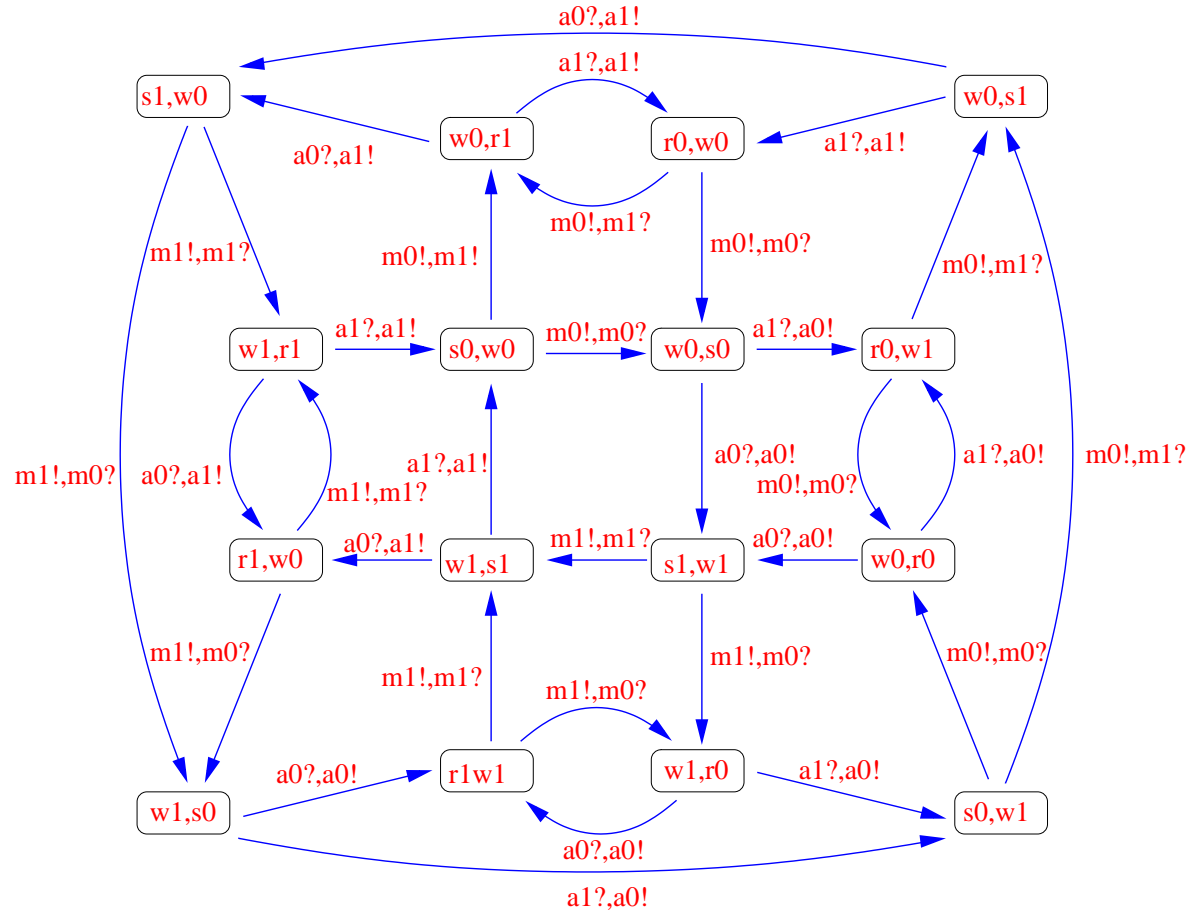 a0?,a1!
a1?,a1!
s1,w0
w0,s1
w0,r1
r0,w0
a0?,a1!
a1?,a1!
m0!,m1?
m1!,m1?
m0!,m1!
m0!,m0?
m0!,m1?
a1?,a1!
m0!,m0?
a1?,a0!
w1,r1
s0,w0
w0,s0
r0,w1
m1!,m0?
a0?,a1!
a1?,a1!
m1!,m1?
a0?,a0!
m0!,m0?
a1?,a0!
m0!,m1?
a0?,a1!
m1!,m1?
a0?,a0!
r1,w0
w1,s1
s1,w1
w0,r0
m1!,m0?
m1!,m1?
m1!,m0?
m0!,m0?
m1!,m0?
a0?,a0!
r1w1
w1,r0
a1?,a0!
w1,s0
s0,w1
a0?,a0!
a1?,a0!